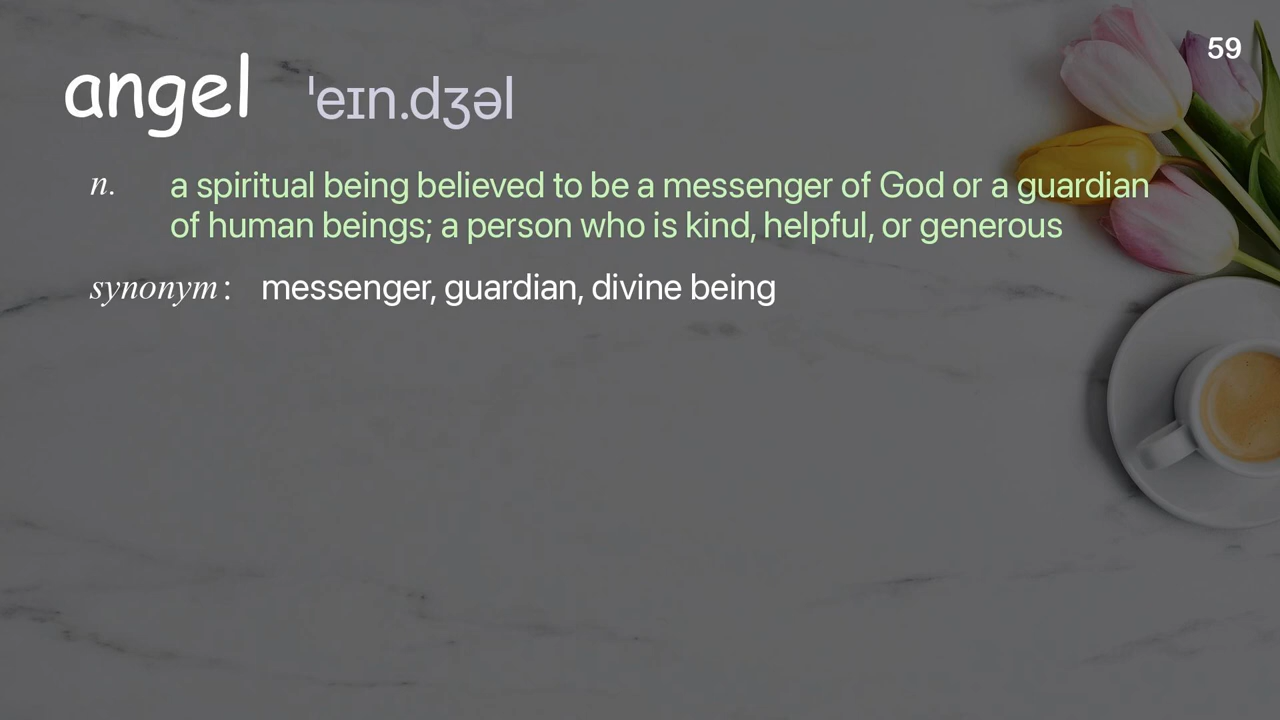 59
angel ˈeɪn.dʒəl
n. a spiritual being believed to be a messenger of God or a guardian
of human beings; a person who is kind, helpful, or generous
synonym: messenger, guardian, divine being